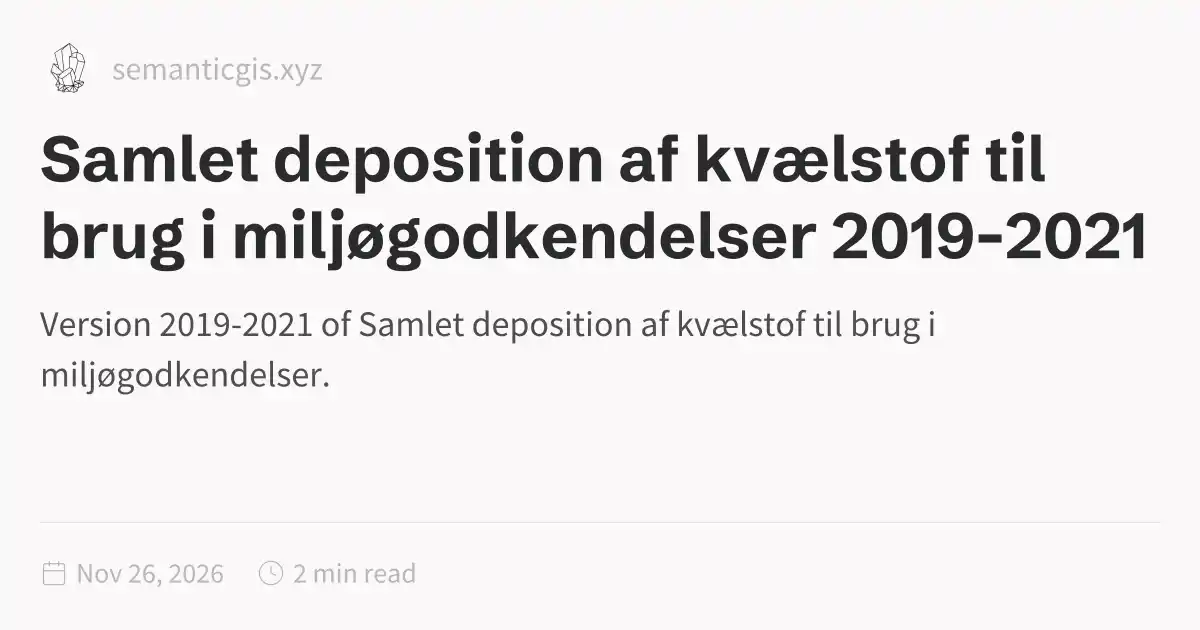 semanticgis.xyz
Samlet deposition af kvælstof til
brug i miljøgodkendelser 2019-2021
Version 2019-2021 of Samlet deposition af kvælstof til brug i
miljøgodkendelser.
Nov 26, 2026 2 min read